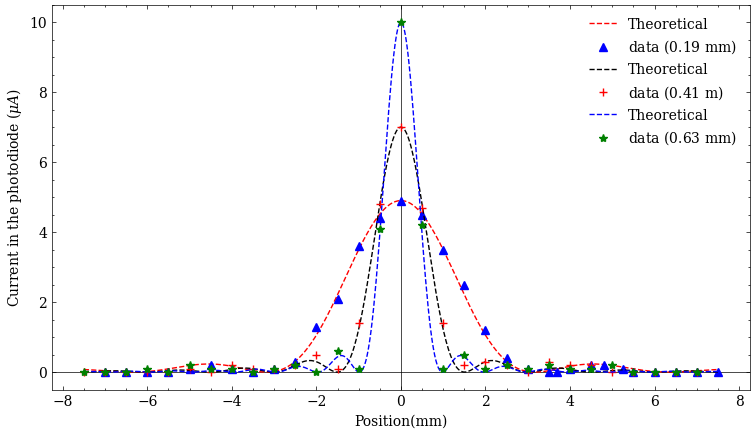 10
8
6
4
2
0
Current in the photodiode (μA)
−8 −6 −4 −2 0 2 4 6 8
Position(mm)
Theoretical
data (0.19 mm)
Theoretical
data (0.41 m)
Theoretical
data (0.63 mm)